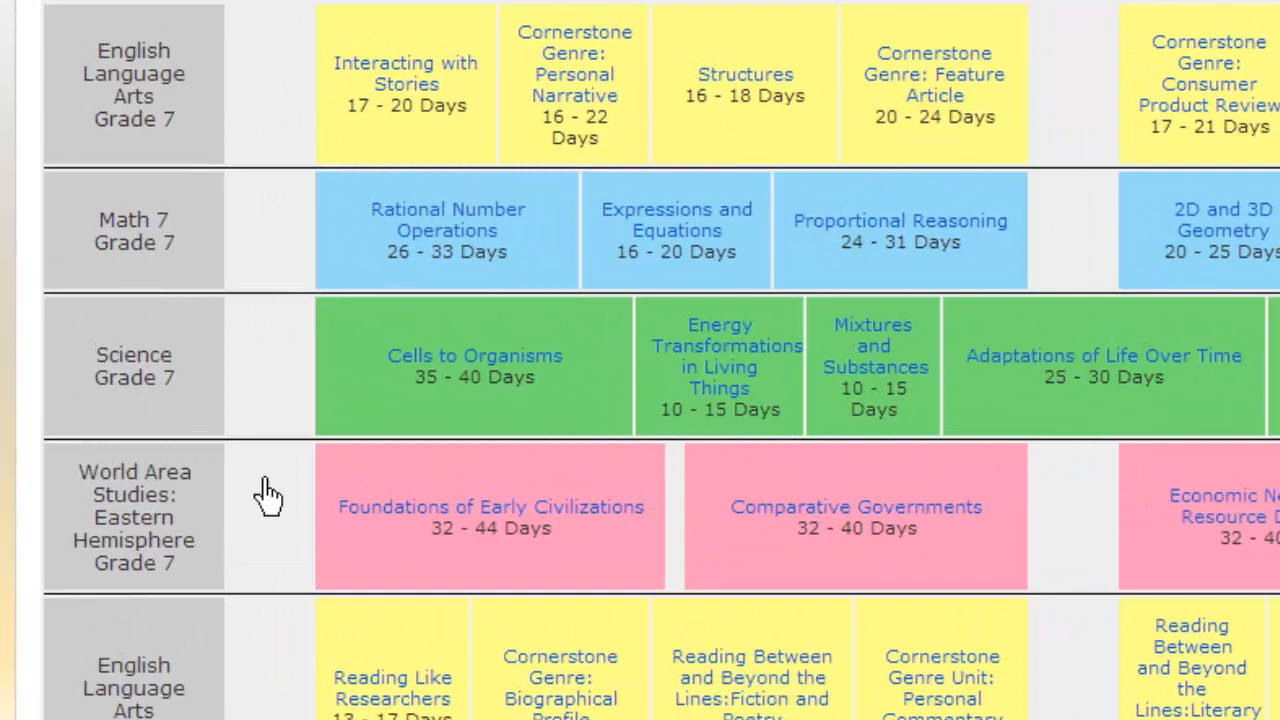 English
Language
Arts
Grade 7
Interacting with
Stories
17 - 20 Days
Cornerstone
Genre:
Personal
Narrative
16 - 22
Days
Structures
16 - 18 Days
Cornerstone
Genre: Feature
Article
20 - 24 Days
Cornerstone
Genre:
Consumer
Product Review
17 - 21 Days
Math 7
Grade 7
Rational Number
Operations
26 - 33 Days
Expressions and
Equations
16 - 20 Days
Proportional Reasoning
24 - 31 Days
2D and 3D
Geometry
20 - 25 Days
Science
Grade 7
Cells to Organisms
35 - 40 Days
Energy
Transformations
in Living
Things
10 - 15 Days
Mixtures
and
Substances
10 - 15
Days
Adaptations of Life Over Time
25 - 30 Days
World Area
Studies:
Eastern
Hemisphere
Grade 7
Foundations of Early Civilizations
32 - 44 Days
Comparative Governments
32 - 40 Days
Economic
Resource
32 -
English
Language
Arts
Reading Like
Researchers
13 - 17 Days
Cornerstone
Genre:
Biographical
Profile
Reading Between
and Beyond the
Lines:Fiction and
Poetry
Cornerstone
Genre Unit:
Personal
Commentary
Reading
Between
and Beyond
the
Lines:Literary